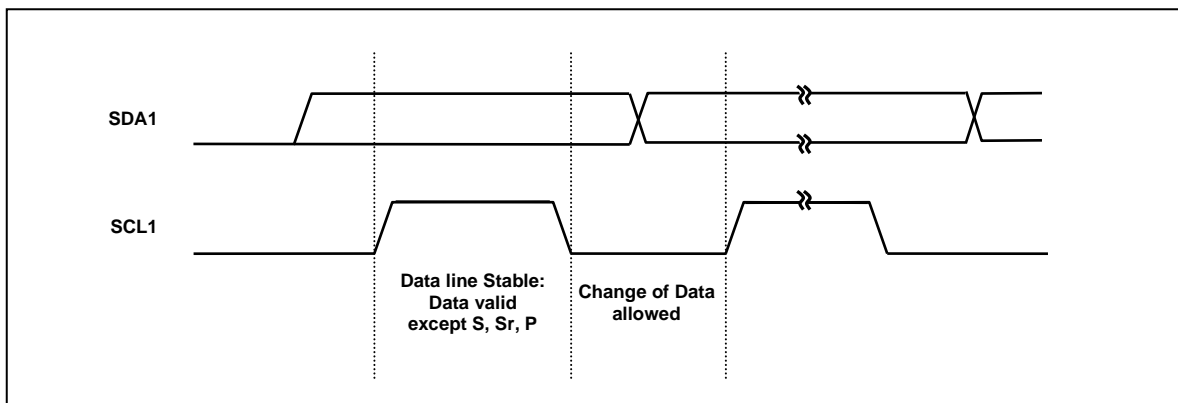 SDA1
SCL1
Data line Stable:
Data valid
except S, Sr, P
Change of Data
allowed